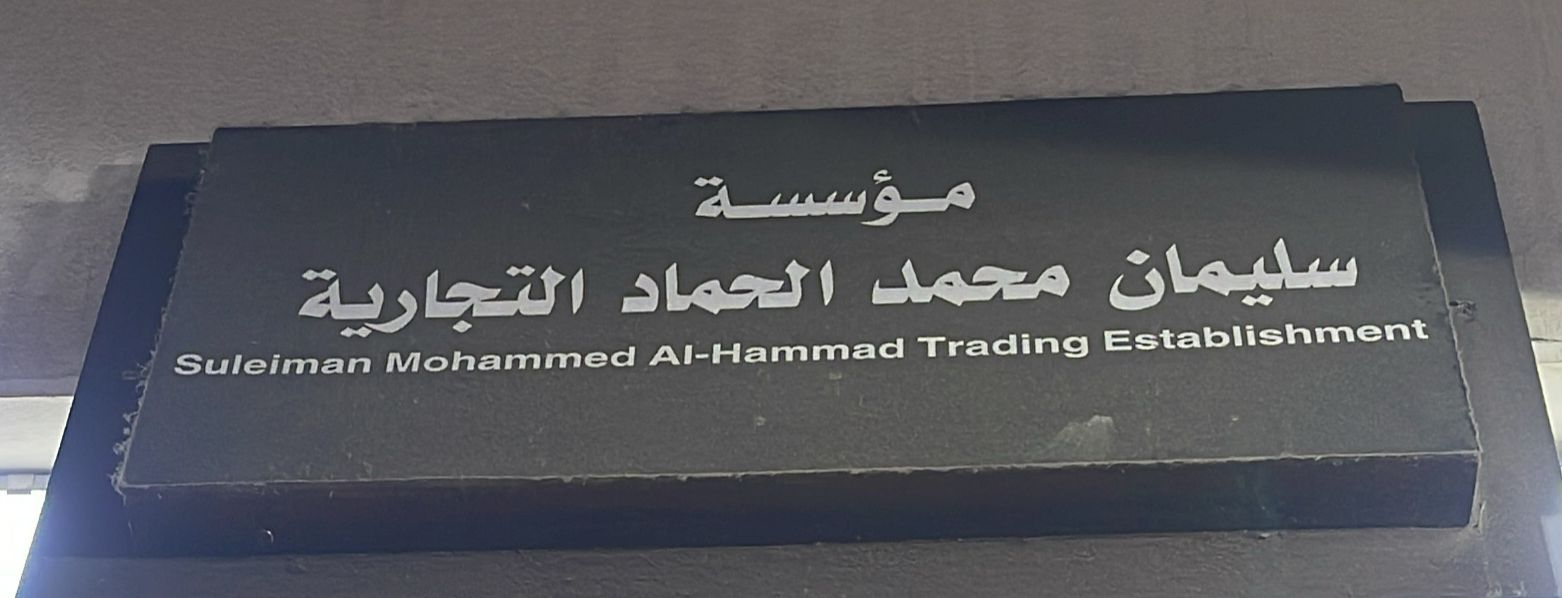 مؤسسة
سليمان محمد الحماد التجارية
Suleiman Mohammed Al-Hammad Trading Establishment